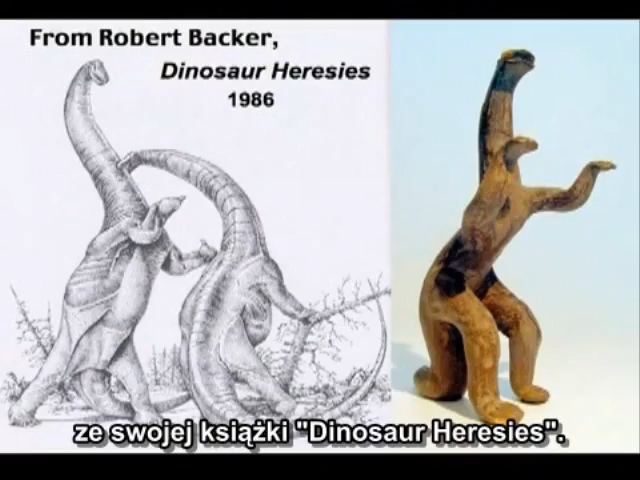 From Robert Backer,
Dinosaur Heresies
1986
ze swojej książki "Dinosaur Heresies".